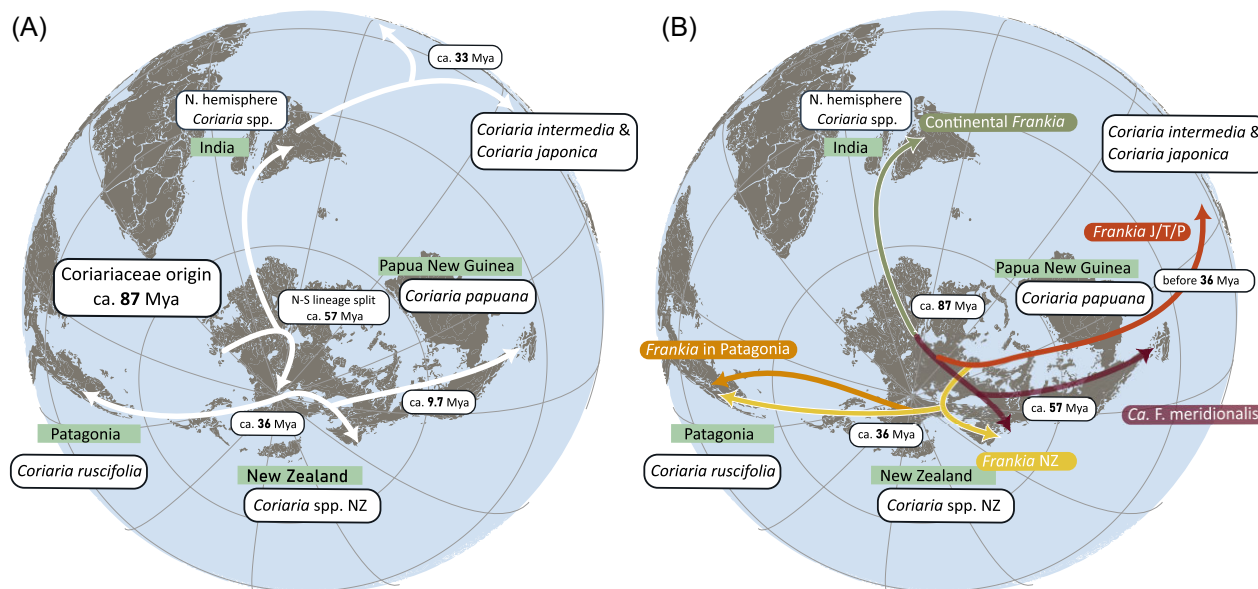 (A)
ca. 33 Mya
N. hemisphere
Coriaria spp.
India
Coriaria intermedia &
Coriaria japonica
Coriariaceae origin
ca. 87 Mya
N-S lineage split
ca. 57 Mya
Papua New Guinea
Coriaria papuana
ca. 9.7 Mya
ca. 36 Mya
Patagonia
Coriaria ruscifolia
New Zealand
Coriaria spp. NZ
(B)
N. hemisphere
Coriaria spp.
Continental Frankia
India
Coriaria intermedia &
Coriaria japonica
Frankia J/T/P
Papua New Guinea
before 36 Mya
Coriaria papuana
ca. 87 Mya
Frankia in Patagonia
ca. 57 Mya
Ca. F. meridionalis
ca. 36 Mya
Patagonia
Frankia NZ
Coriaria ruscifolia
New Zealand
Coriaria spp. NZ